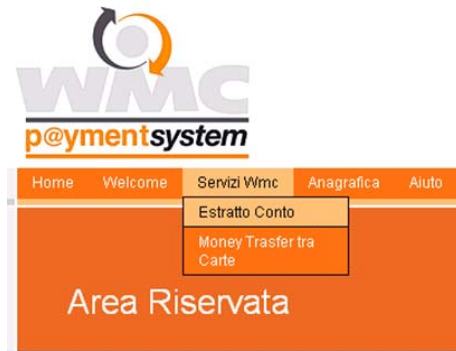 WMC
p@ymentsystem
Home Welcome Servizi Wmc Anagrafica Aiuto
Estratto Conto
Money Trasfer tra
Carte
Area Riservata